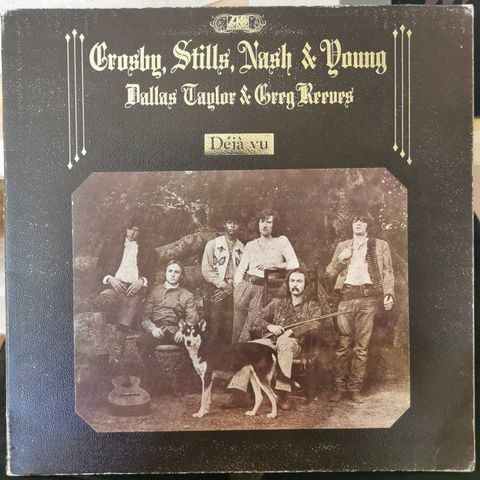 Crosby, Stills, Nash & Young
Dallas Taylor & Greg Reeves
Déjà vu